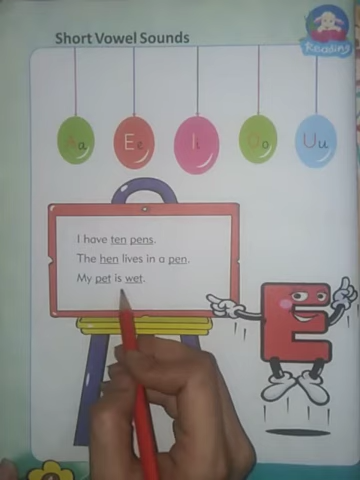 Short Vowel Sounds
Reading
Aa Ee Ii Oo Uu
I have ten pens.
The hen lives in a pen.
My pet is wet.
E